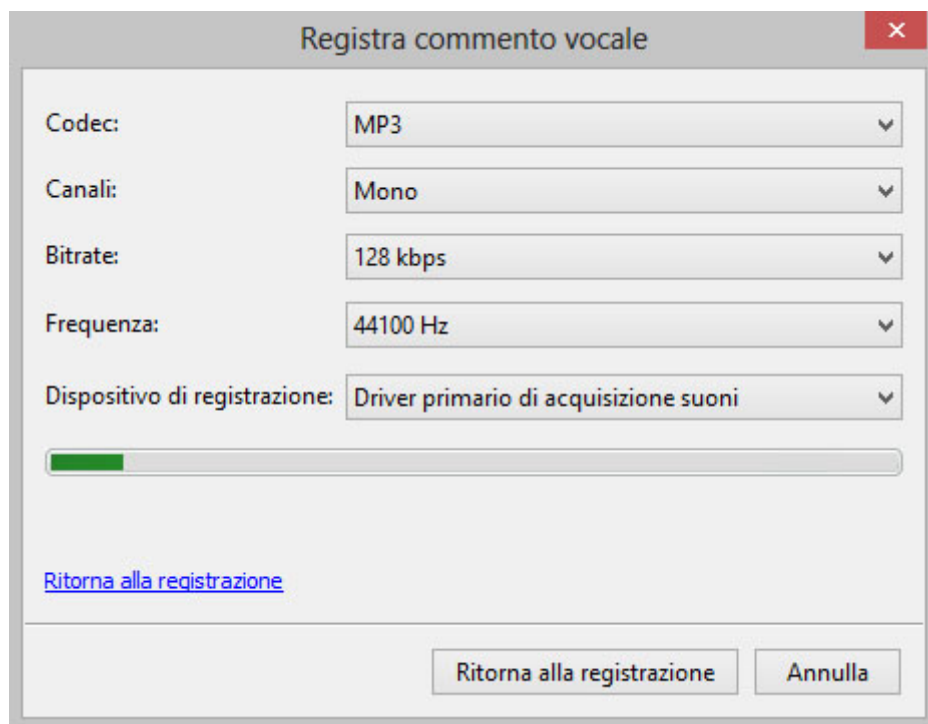 Registra commento vocale
Codec: MP3
Canali: Mono
Bitrate: 128 kbps
Frequenza: 44100 Hz
Dispositivo di registrazione: Driver primario di acquisizione suoni
Ritorna alla registrazione
Ritorna alla registrazione Annulla